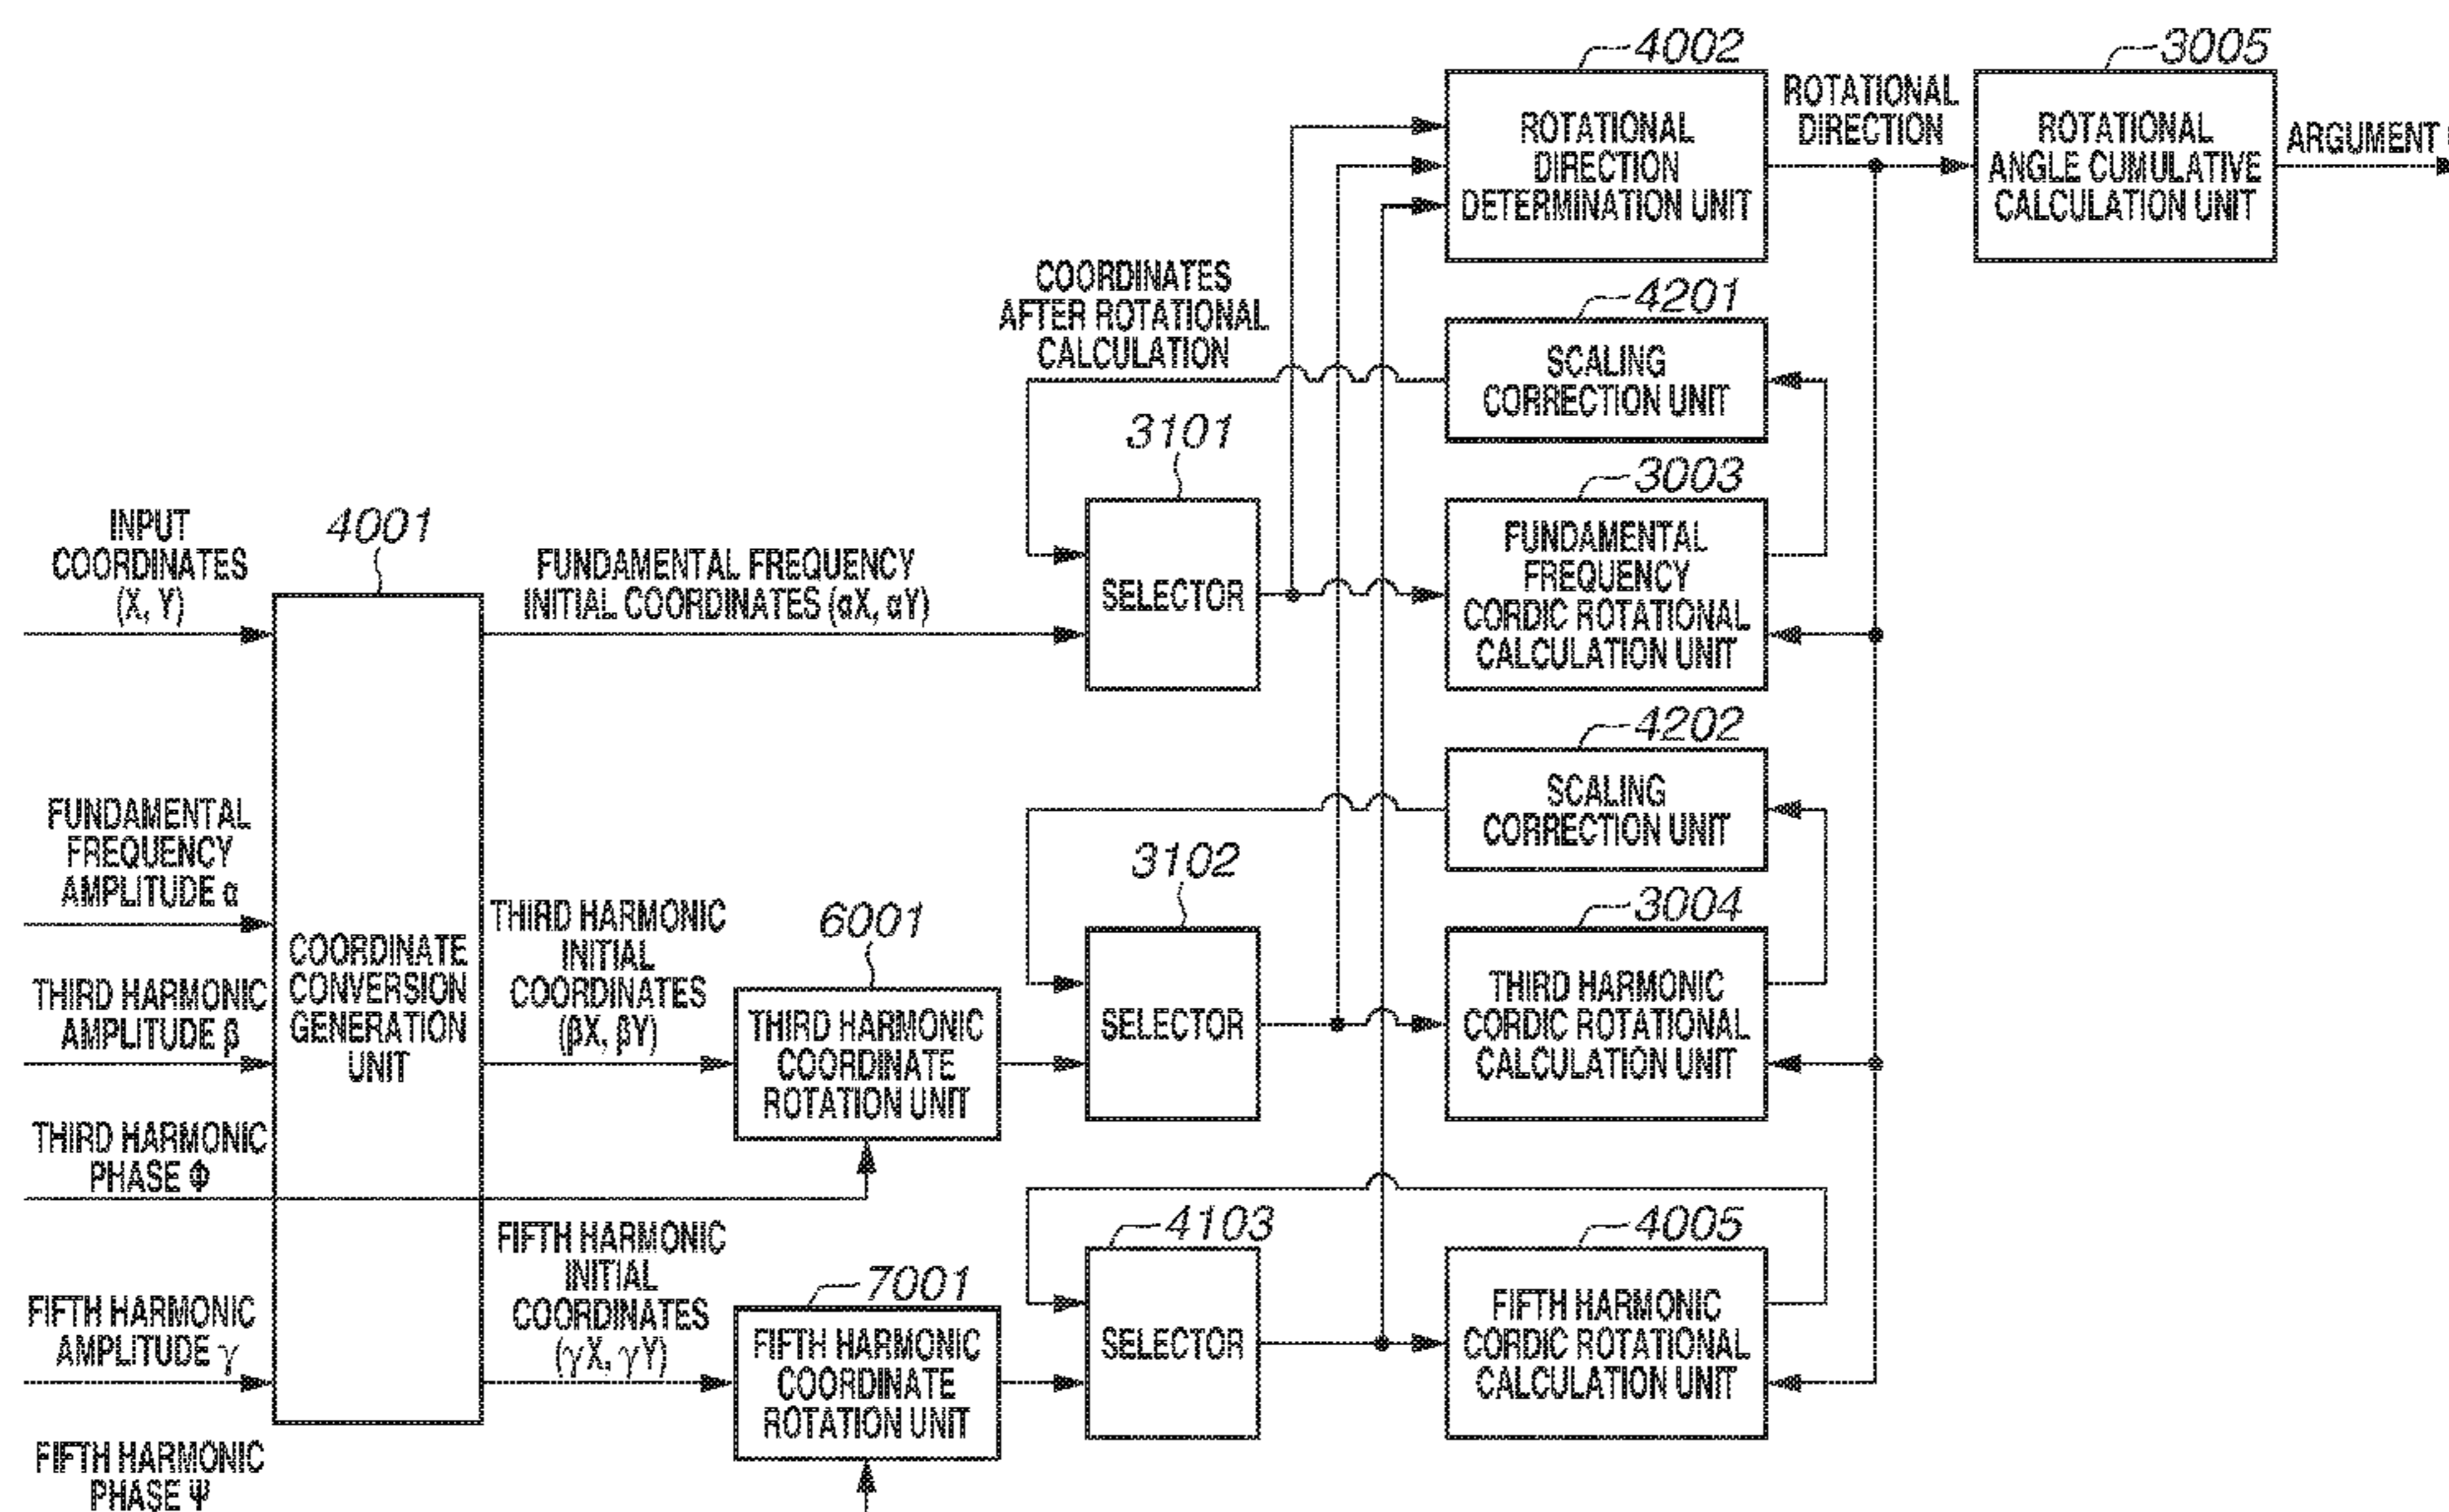 4002
ROTATIONAL
DIRECTION
DETERMINATION UNIT
ROTATIONAL
DIRECTION
3005
ROTATIONAL
ANGLE CUMULATIVE
CALCULATION UNIT
ARGUMENT
COORDINATES
AFTER ROTATIONAL
CALCULATION
4201
SCALING
CORRECTION UNIT
INPUT
COORDINATES
(X, Y)
4001
COORDINATE
CONVERSION
GENERATION
UNIT
FUNDAMENTAL FREQUENCY
INITIAL COORDINATES (αX, αY)
3101
SELECTOR
3003
FUNDAMENTAL
FREQUENCY
CORDIC ROTATIONAL
CALCULATION UNIT
4202
SCALING
CORRECTION UNIT
FUNDAMENTAL
FREQUENCY
AMPLITUDE α
THIRD HARMONIC
AMPLITUDE β
THIRD HARMONIC
PHASE Φ
THIRD HARMONIC
INITIAL
COORDINATES
(βX, βY)
6001
THIRD HARMONIC
COORDINATE
ROTATION UNIT
3102
SELECTOR
3004
THIRD HARMONIC
CORDIC ROTATIONAL
CALCULATION UNIT
FIFTH HARMONIC
AMPLITUDE γ
FIFTH HARMONIC
PHASE Ψ
FIFTH HARMONIC
INITIAL
COORDINATES
(γX, γY)
7001
FIFTH HARMONIC
COORDINATE
ROTATION UNIT
4103
SELECTOR
4005
FIFTH HARMONIC
CORDIC ROTATIONAL
CALCULATION UNIT